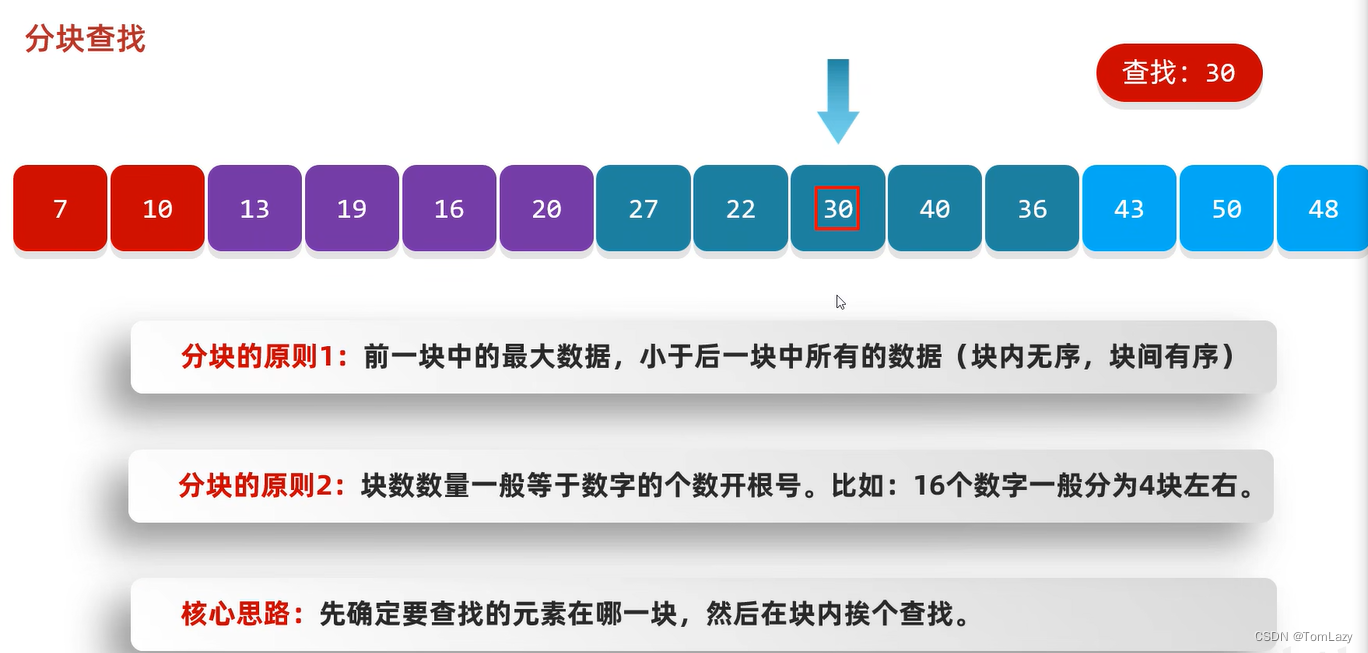 分块查找
查找：30
7 10 13 19 16 20 27 22 30 40 36 43 50 48
分块的原则1：前一块中的最大数据，小于后一块中所有的数据（块内无序，块间有序）
分块的原则2：块数数量一般等于数字的个数开根号。比如：16个数字一般分为4块左右。
核心思路：先确定要查找的元素在哪一块，然后在块内挨个查找。
CSDN @TomLazy